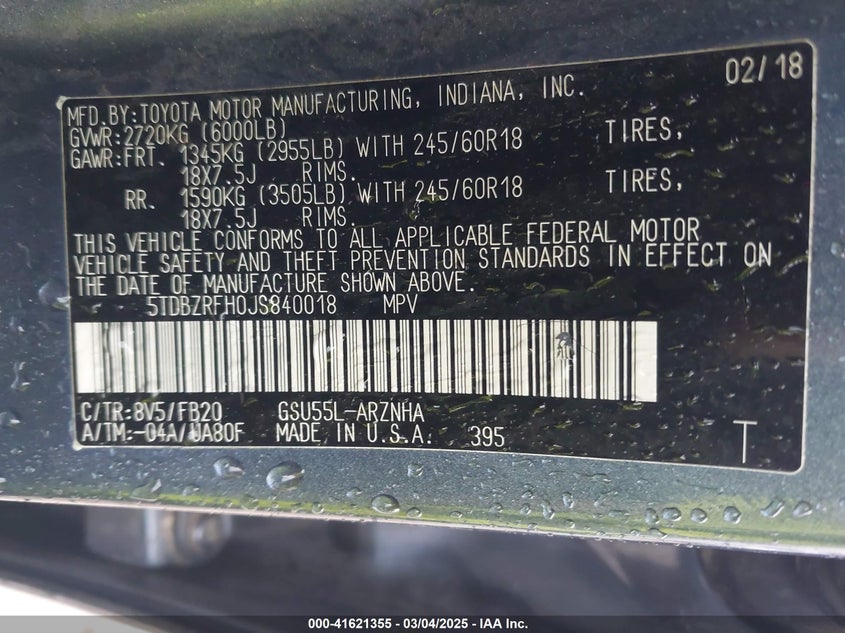 02/18
MFD.BY:TOYOTA MOTOR MANUFACTURING, INDIANA, INC.
GVWR:2720KG (6000LB)
GAWR:FRT. 1345KG (2955LB) WITH 245/60R18 TIRES,
18X7.5J RIMS.
RR. 1590KG (3505LB) WITH 245/60R18 TIRES,
18X7.5J RIMS.
THIS VEHICLE CONFORMS TO ALL APPLICABLE FEDERAL MOTOR
VEHICLE SAFETY AND THEFT PREVENTION STANDARDS IN EFFECT ON
THE DATE OF MANUFACTURE SHOWN ABOVE.
5TDBZRFH0JS840018 MPV
C/TR:8V5/FB20 GSU55L-ARZNHA
A/TM:-04A/UA80F MADE IN U.S.A. 395 T
000-41621355 — 03/04/2025 — IAA Inc.